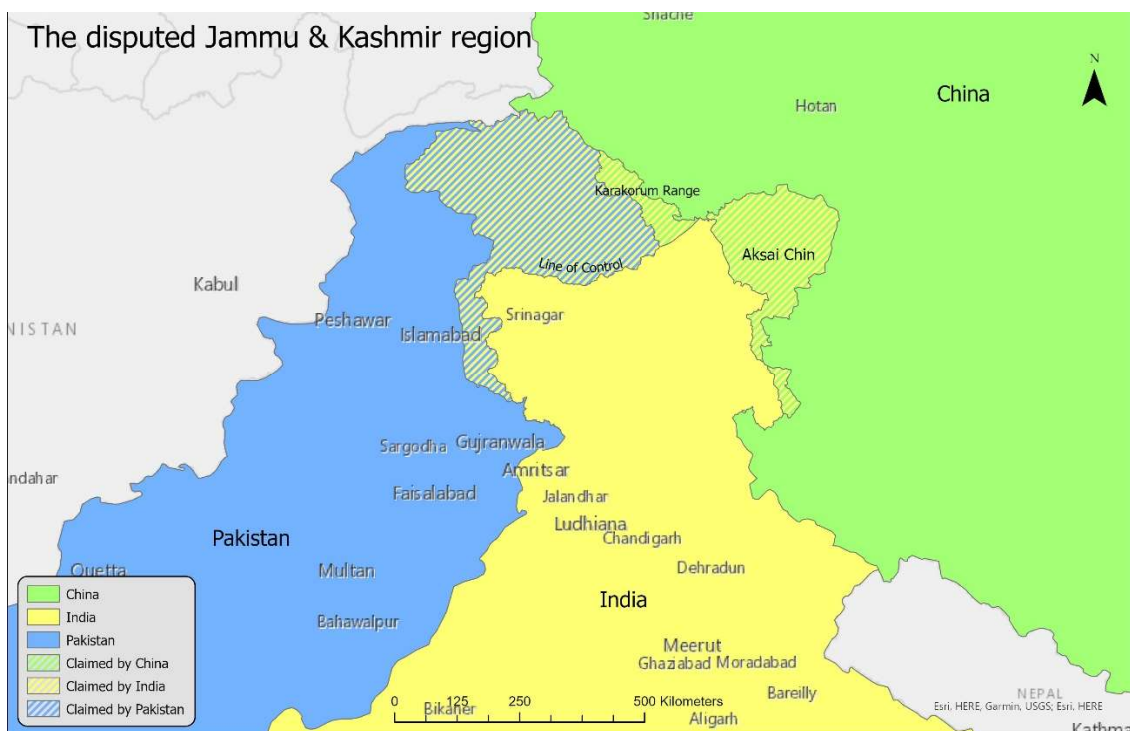 The disputed Jammu & Kashmir region
Shache
N
China
Hotan
Karakorum Range
Aksai Chin
Line of Control
Kabul
NISTAN
Srinagar
Peshawar
Islamabad
Sargodha
Gujranwala
Amritsar
ndahar
Faisalabad
Jalandhar
Ludhiana
Chandigarh
Pakistan
Quetta
Multan
Dehradun
India
Bahawalpur
Meerut
Ghaziabad
Moradabad
Bareilly
Bikaner
Aligarh
NEPAL
Kathma
China
India
Pakistan
Claimed by China
Claimed by India
Claimed by Pakistan
0 125 250 500 Kilometers
Esri, HERE, Garmin, USGS; Esri, HERE